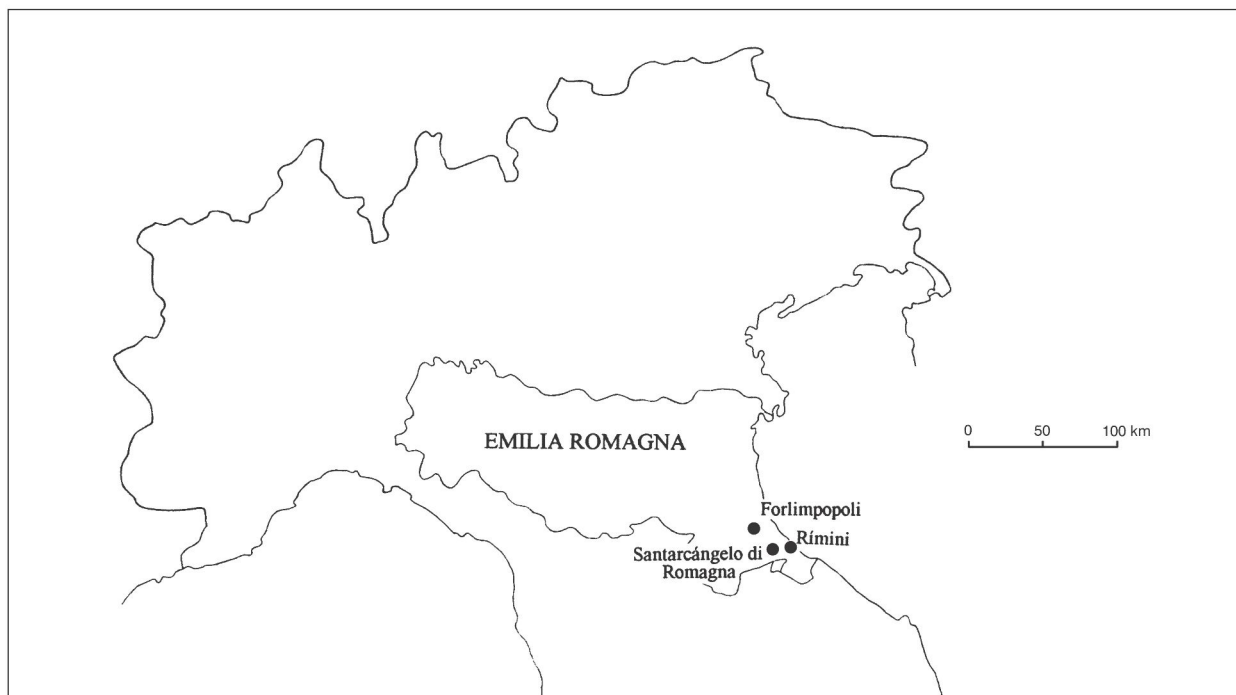 EMILIA ROMAGNA
0 50 100 km
Forlimpopoli
Rímini
Santarcángelo di
Romagna